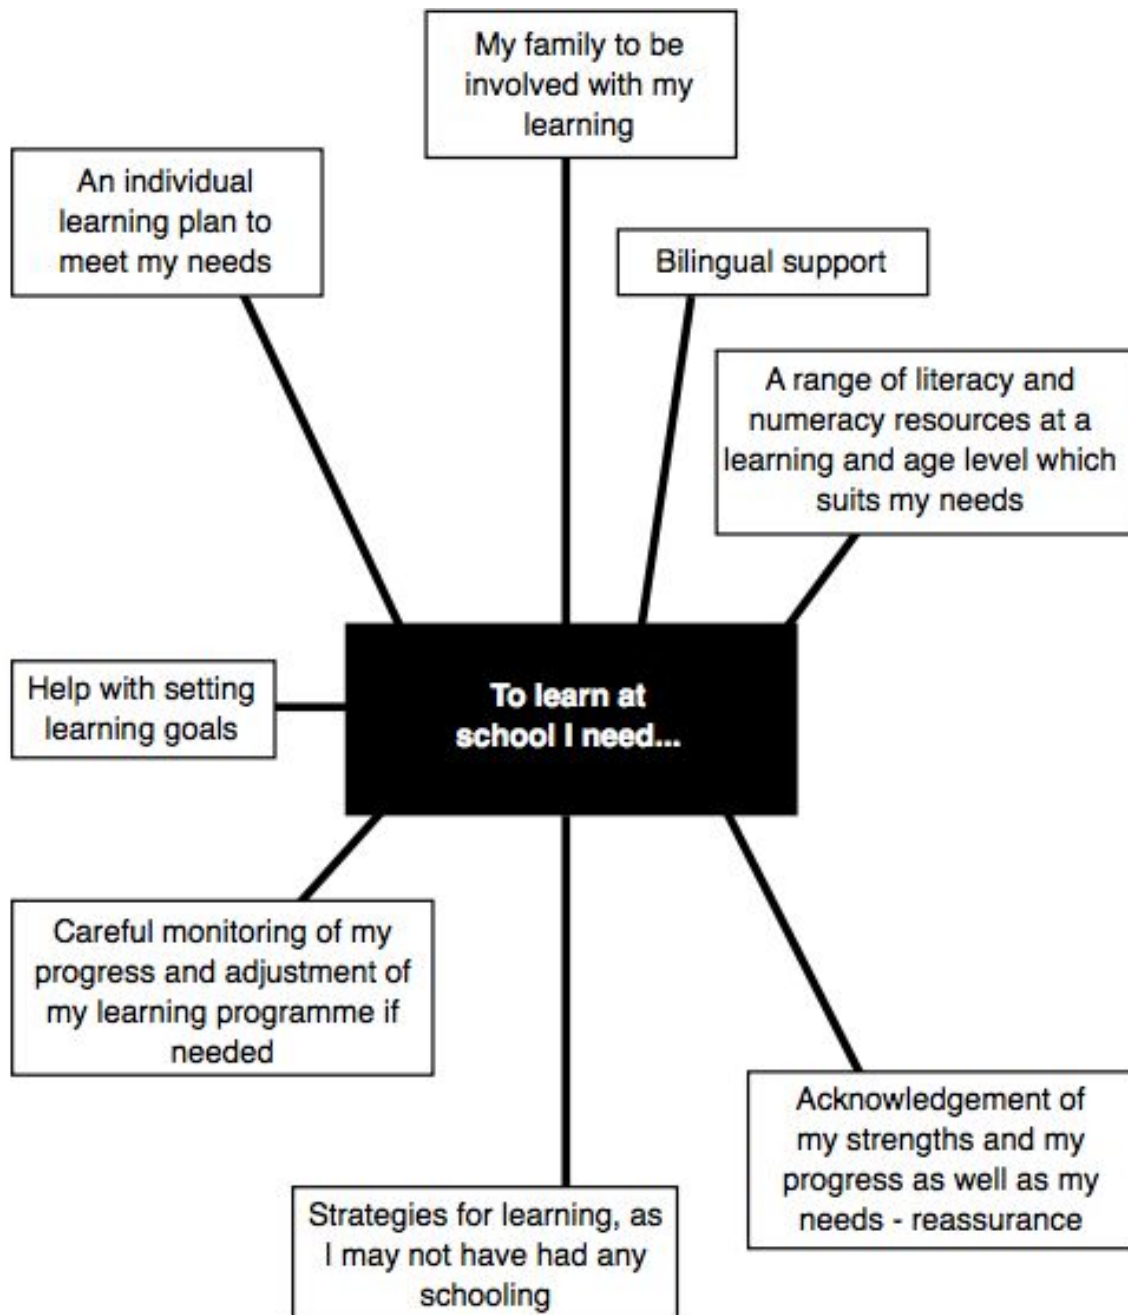 My family to be
involved with my
learning
An individual
learning plan to
meet my needs
Bilingual support
A range of literacy and
numeracy resources at a
learning and age level which
suits my needs
To learn at
school I need...
Help with setting
learning goals
Careful monitoring of my
progress and adjustment of
my learning programme if
needed
Acknowledgement of
my strengths and my
progress as well as my
needs - reassurance
Strategies for learning, as
I may not have had any
schooling